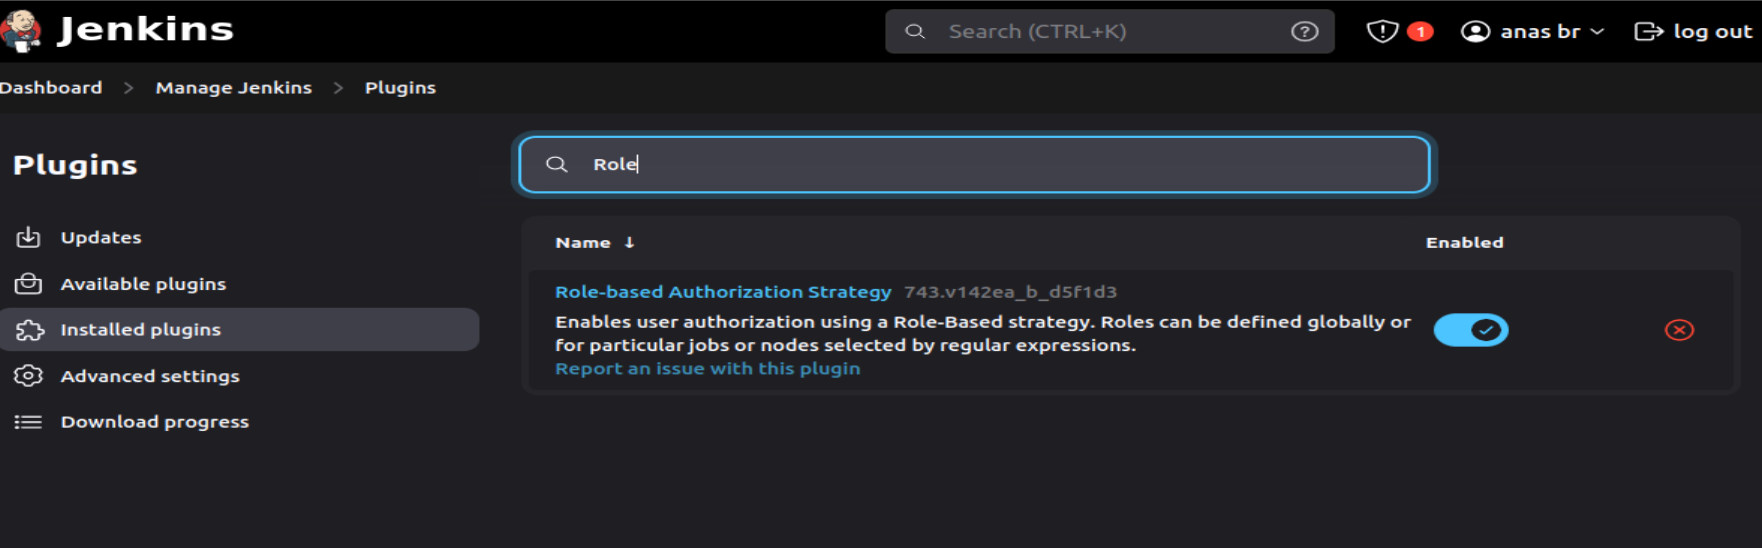 Jenkins
Search (CTRL+K)
1
anas br
log out
Dashboard > Manage Jenkins > Plugins
Plugins
Updates
Available plugins
Installed plugins
Advanced settings
Download progress
Role
Name ↓ Enabled
Role-based Authorization Strategy 743.v142ea_b_d5f1d3
Enables user authorization using a Role-Based strategy. Roles can be defined globally or
for particular jobs or nodes selected by regular expressions.
Report an issue with this plugin